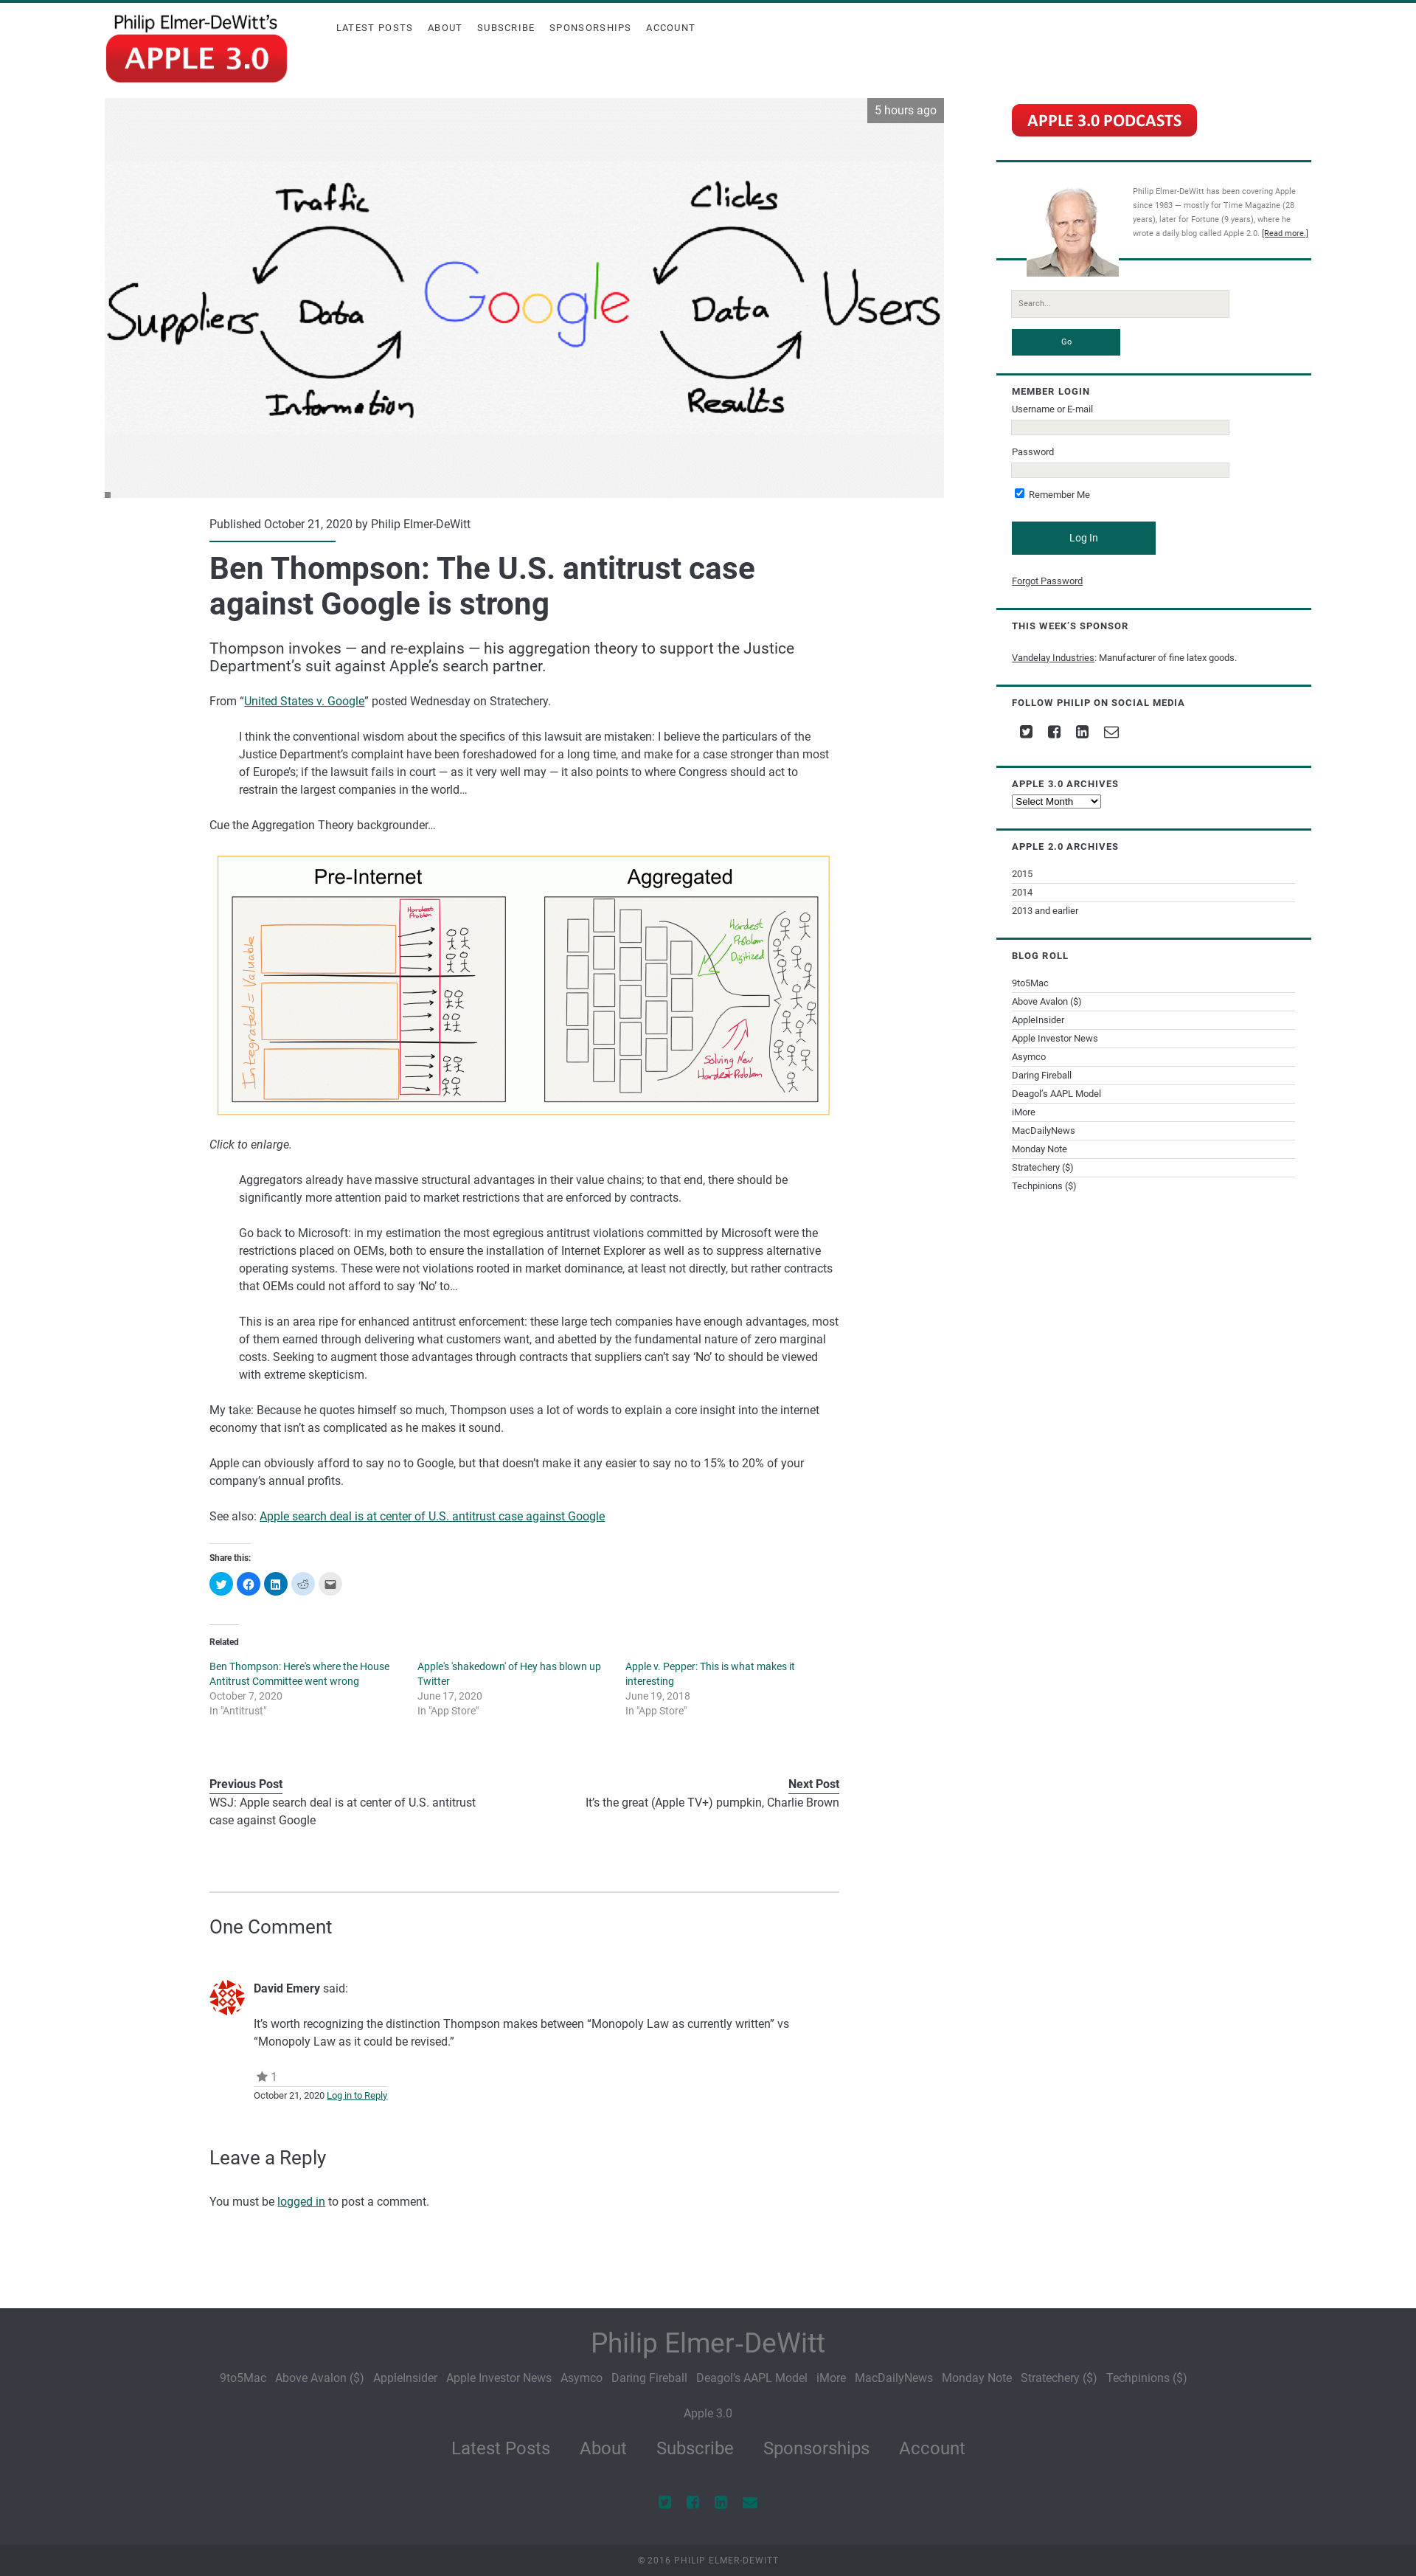 Philip Elmer-DeWitt's
APPLE 3.0
LATEST POSTS ABOUT SUBSCRIBE SPONSORSHIPS ACCOUNT
5 hours ago
Traffic
Clicks
Suppliers
Data
Google
Data
Users
Information
Results
Published October 21, 2020 by Philip Elmer-DeWitt
Ben Thompson: The U.S. antitrust case
against Google is strong
Thompson invokes — and re-explains — his aggregation theory to support the Justice
Department’s suit against Apple’s search partner.
From “United States v. Google” posted Wednesday on Stratechery.
I think the conventional wisdom about the specifics of this lawsuit are mistaken: I believe the particulars of the
Justice Department’s complaint have been foreshadowed for a long time, and make for a case stronger than most
of Europe’s; if the lawsuit fails in court — as it very well may — it also points to where Congress should act to
restrain the largest companies in the world…
Cue the Aggregation Theory backgrounder…
Pre-Internet
Aggregated
Integrated = Valuable
Hardest
Problem
Hardest
Problem
Digitized
Solving New
Hardest Problem
Click to enlarge.
Aggregators already have massive structural advantages in their value chains; to that end, there should be
significantly more attention paid to market restrictions that are enforced by contracts.
Go back to Microsoft: in my estimation the most egregious antitrust violations committed by Microsoft were the
restrictions placed on OEMs, both to ensure the installation of Internet Explorer as well as to suppress alternative
operating systems. These were not violations rooted in market dominance, at least not directly, but rather contracts
that OEMs could not afford to say ‘No’ to…
This is an area ripe for enhanced antitrust enforcement: these large tech companies have enough advantages, most
of them earned through delivering what customers want, and abetted by the fundamental nature of zero marginal
costs. Seeking to augment those advantages through contracts that suppliers can’t say ‘No’ to should be viewed
with extreme skepticism.
My take: Because he quotes himself so much, Thompson uses a lot of words to explain a core insight into the internet
economy that isn’t as complicated as he makes it sound.
Apple can obviously afford to say no to Google, but that doesn’t make it any easier to say no to 15% to 20% of your
company’s annual profits.
See also: Apple search deal is at center of U.S. antitrust case against Google
Share this:
Related
Ben Thompson: Here's where the House
Antitrust Committee went wrong
October 7, 2020
In "Antitrust"
Apple's 'shakedown' of Hey has blown up
Twitter
June 17, 2020
In "App Store"
Apple v. Pepper: This is what makes it
interesting
June 19, 2018
In "App Store"
Previous Post
WSJ: Apple search deal is at center of U.S. antitrust
case against Google
Next Post
It’s the great (Apple TV+) pumpkin, Charlie Brown
One Comment
David Emery said:
It’s worth recognizing the distinction Thompson makes between “Monopoly Law as currently written” vs
“Monopoly Law as it could be revised.”
1
October 21, 2020 Log in to Reply
Leave a Reply
You must be logged in to post a comment.
APPLE 3.0 PODCASTS
Philip Elmer-DeWitt has been covering Apple
since 1983 — mostly for Time Magazine (28
years), later for Fortune (9 years), where he
wrote a daily blog called Apple 2.0. [Read more.]
Search...
Go
MEMBER LOGIN
Username or E-mail
Password
Remember Me
Log In
Forgot Password
THIS WEEK’S SPONSOR
Vandelay Industries: Manufacturer of fine latex goods.
FOLLOW PHILIP ON SOCIAL MEDIA
APPLE 3.0 ARCHIVES
Select Month
APPLE 2.0 ARCHIVES
2015
2014
2013 and earlier
BLOG ROLL
9to5Mac
Above Avalon ($)
AppleInsider
Apple Investor News
Asymco
Daring Fireball
Deagol’s AAPL Model
iMore
MacDailyNews
Monday Note
Stratechery ($)
Techpinions ($)
Philip Elmer-DeWitt
9to5Mac Above Avalon ($) AppleInsider Apple Investor News Asymco Daring Fireball Deagol’s AAPL Model iMore MacDailyNews Monday Note Stratechery ($) Techpinions ($)
Apple 3.0
Latest Posts About Subscribe Sponsorships Account
© 2016 PHILIP ELMER-DEWITT